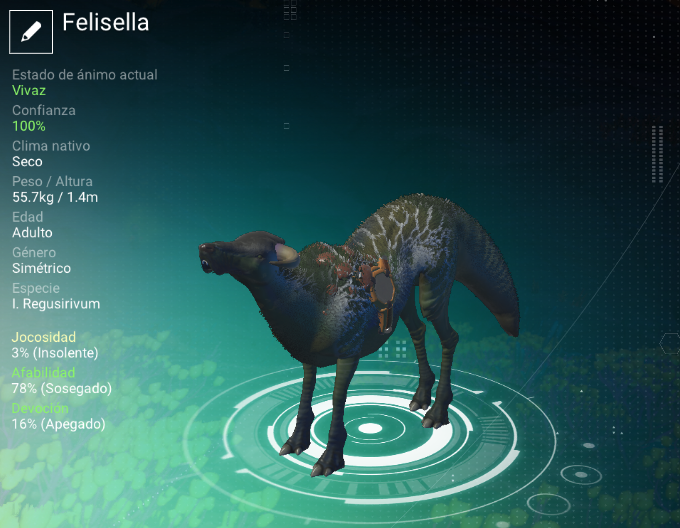 Felisella
Estado de ánimo actual
Vivaz
Confianza
100%
Clima nativo
Seco
Peso / Altura
55.7kg / 1.4m
Edad
Adulto
Género
Simétrico
Especie
I. Regusirivum
Jocosidad
3% (Insolente)
Afabilidad
78% (Sosegado)
Devoción
16% (Apegado)